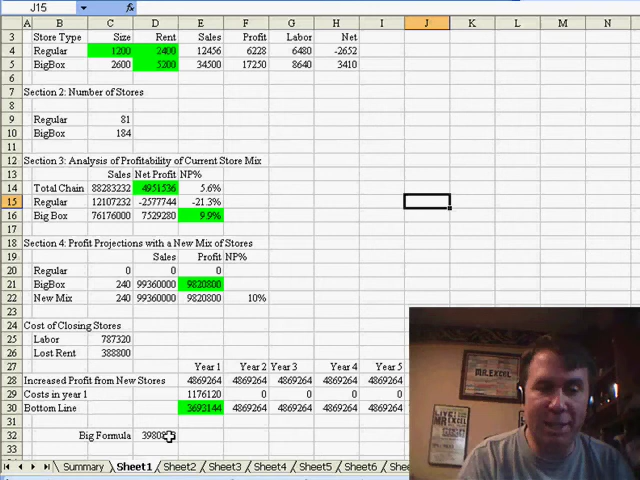 J15 fx
A B C D E F G H I J K L M N
3 Store Type Size Rent Sales Profit Labor Net
4 Regular 1200 2400 12456 6228 6480 -2652
5 BigBox 2600 5200 34500 17250 8640 3410
6
7 Section 2: Number of Stores
8
9 Regular 81
10 BigBox 184
11
12 Section 3: Analysis of Profitability of Current Store Mix
13 Sales Net Profit NP%
14 Total Chain 88283232 4951536 5.6%
15 Regular 12107232 -2577744 -21.3%
16 Big Box 76176000 7529280 9.9%
17
18 Section 4: Profit Projections with a New Mix of Stores
19 Sales Profit NP%
20 Regular 0 0 0
21 BigBox 240 99360000 9820800
22 New Mix 240 99360000 9820800 10%
23
24 Cost of Closing Stores
25 Labor 787320
26 Lost Rent 388800
27 Year 1 Year 2 Year 3 Year 4 Year 5
28 Increased Profit from New Stores 4869264 4869264 4869264 4869264 4869264
29 Costs in year 1 1176120 0 0 0 0
30 Bottom Line 3693144 4869264 4869264 4869264 4869264
31
32 Big Formula
33
Summary Sheet1 Sheet2 Sheet3 Sheet4 Sheet5 Sheet6
MR.EXCEL
LIVE
MR EXCEL